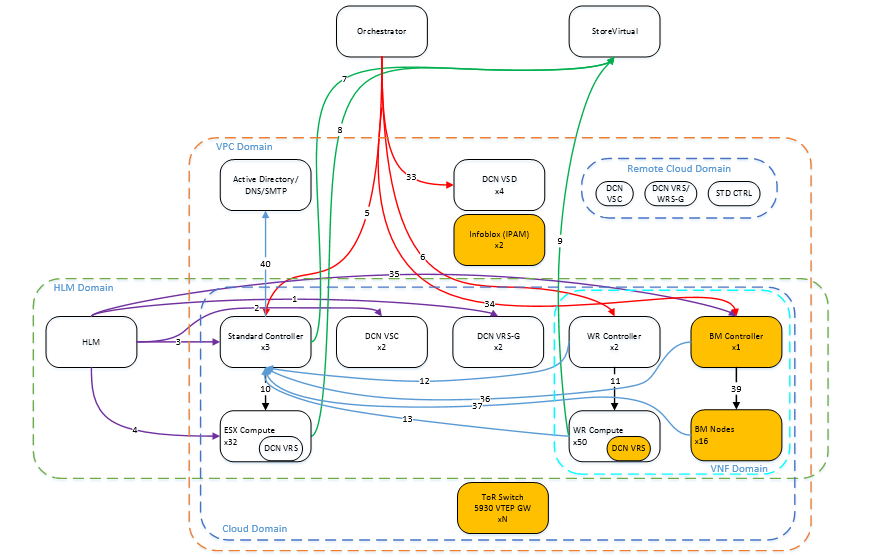 Orchestrator
StoreVirtual
7
8
VPC Domain
Active Directory/
DNS/SMTP
33
DCN VSD
x4
Remote Cloud Domain
DCN
VSC
DCN VRS/
WRS-G
STD CTRL
5
Infoblox (IPAM)
x2
9
6
40
35
HLM Domain
1
2
34
HLM
3
Standard Controller
x3
DCN VSC
x2
DCN VRS-G
x2
WR Controller
x2
BM Controller
x1
10
12
11
39
36
37
13
4
ESX Compute
x32
DCN VRS
WR Compute
x50
DCN VRS
BM Nodes
x16
VNF Domain
ToR Switch
5930 VTEP GW
xN
Cloud Domain